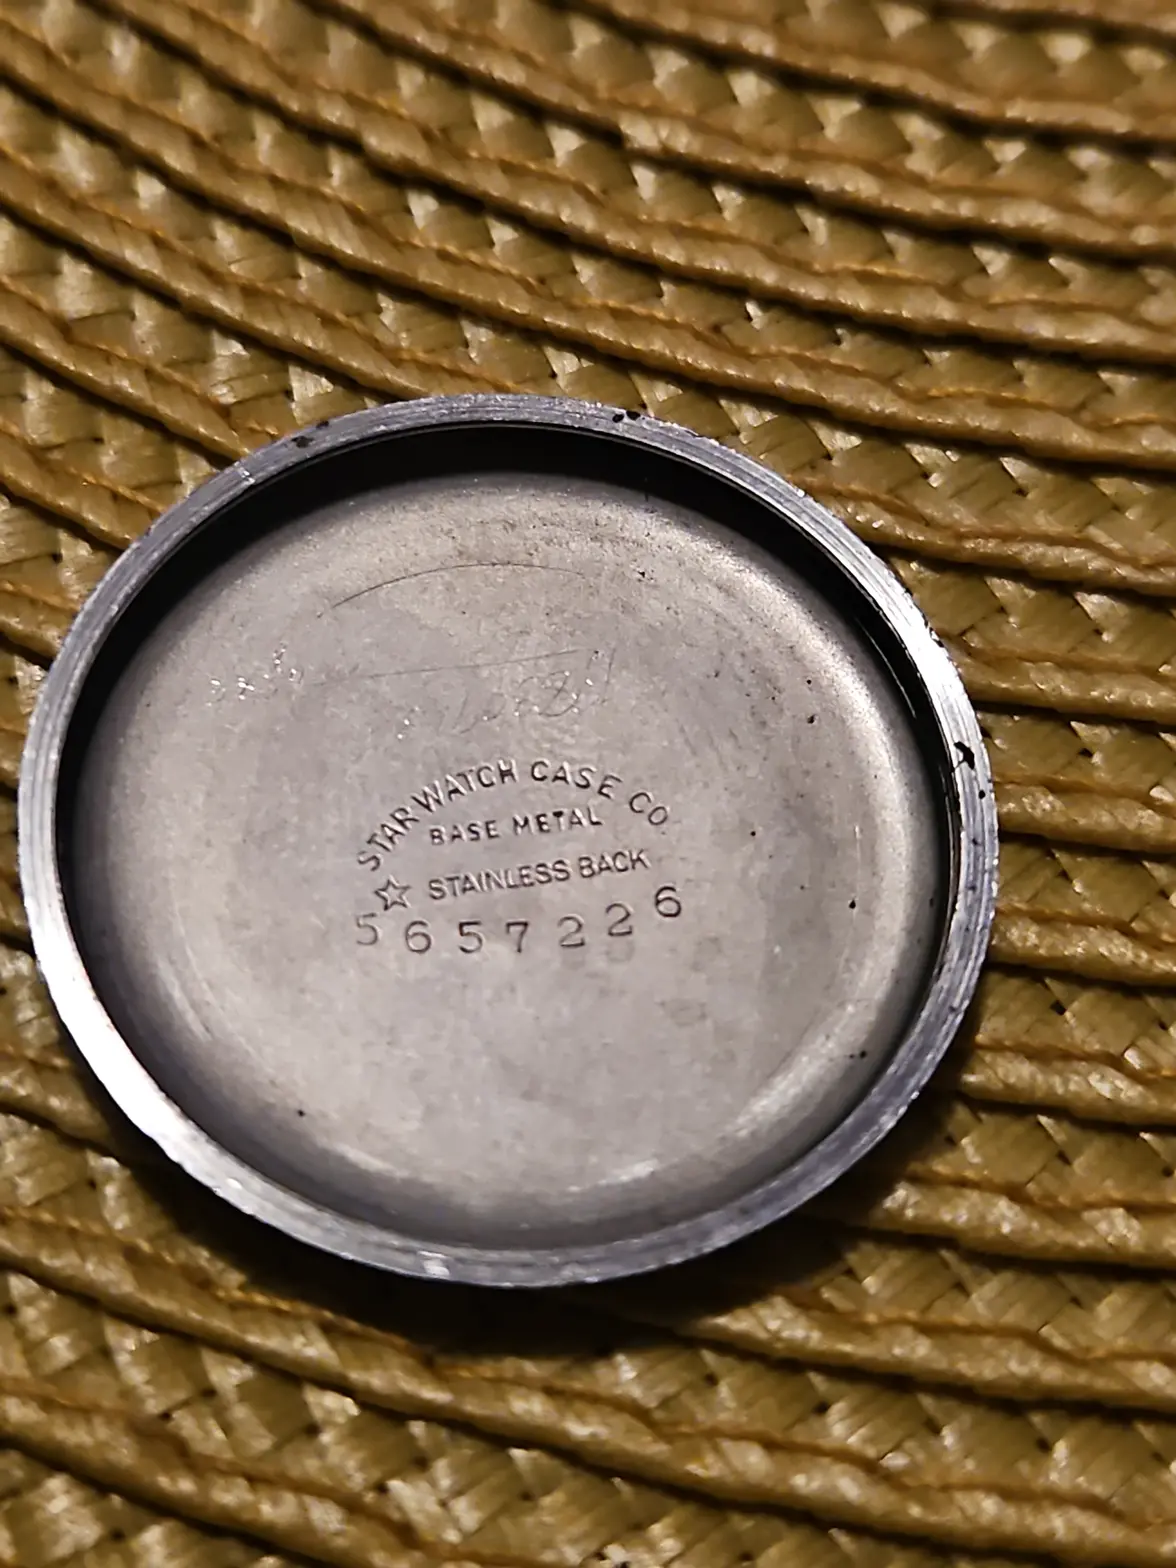 STAR WATCH CASE CO
BASE METAL
STAINLESS BACK
5657226